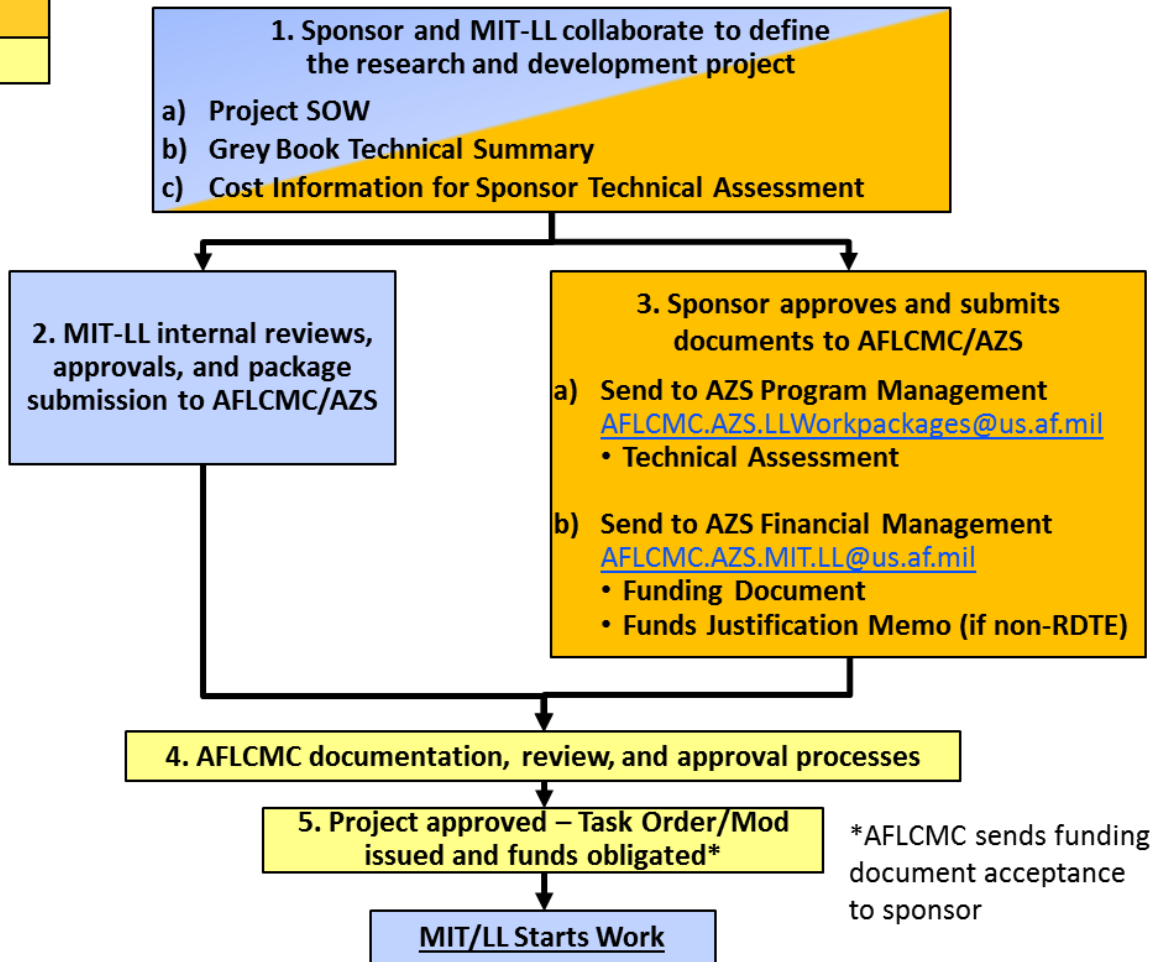 1. Sponsor and MIT-LL collaborate to define
the research and development project
a) Project SOW
b) Grey Book Technical Summary
c) Cost Information for Sponsor Technical Assessment
2. MIT-LL internal reviews,
approvals, and package
submission to AFLCMC/AZS
3. Sponsor approves and submits
documents to AFLCMC/AZS
a) Send to AZS Program Management
AFLCMC.AZS.LLWorkpackages@us.af.mil
• Technical Assessment
b) Send to AZS Financial Management
AFLCMC.AZS.MIT.LL@us.af.mil
• Funding Document
• Funds Justification Memo (if non-RDTE)
4. AFLCMC documentation, review, and approval processes
5. Project approved – Task Order/Mod
issued and funds obligated*
*AFLCMC sends funding
document acceptance
to sponsor
MIT/LL Starts Work